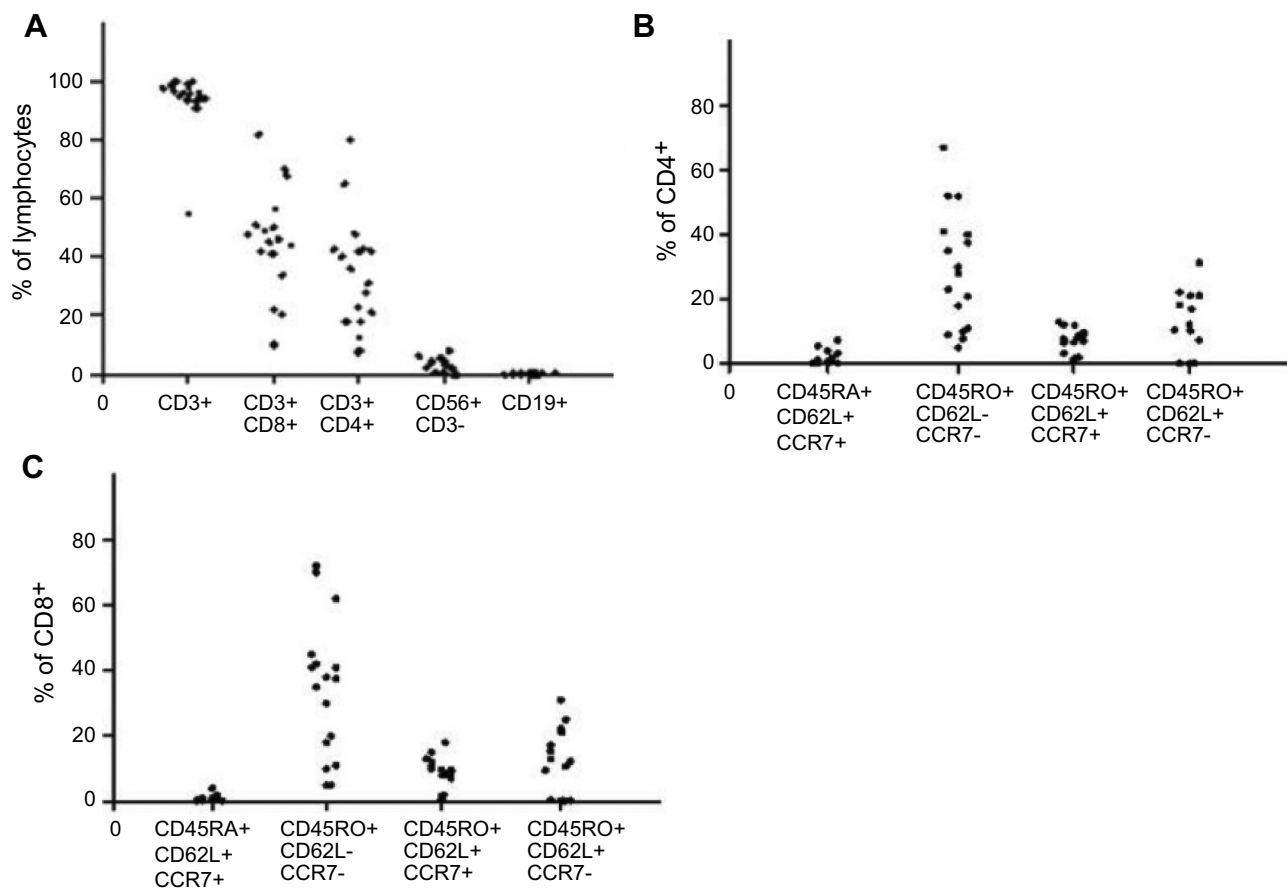 A
% of lymphocytes
100
80
60
40
20
0
0
CD3+ CD3+ CD3+ CD56+ CD19+
CD8+ CD4+ CD3-
B
% of CD4+
80
60
40
20
0
0
CD45RA+ CD45RO+ CD45RO+ CD45RO+
CD62L+ CD62L- CD62L+ CD62L+
CCR7+ CCR7- CCR7+ CCR7-
C
% of CD8+
80
60
40
20
0
0
CD45RA+ CD45RO+ CD45RO+ CD45RO+
CD62L+ CD62L- CD62L+ CD62L+
CCR7+ CCR7- CCR7+ CCR7-